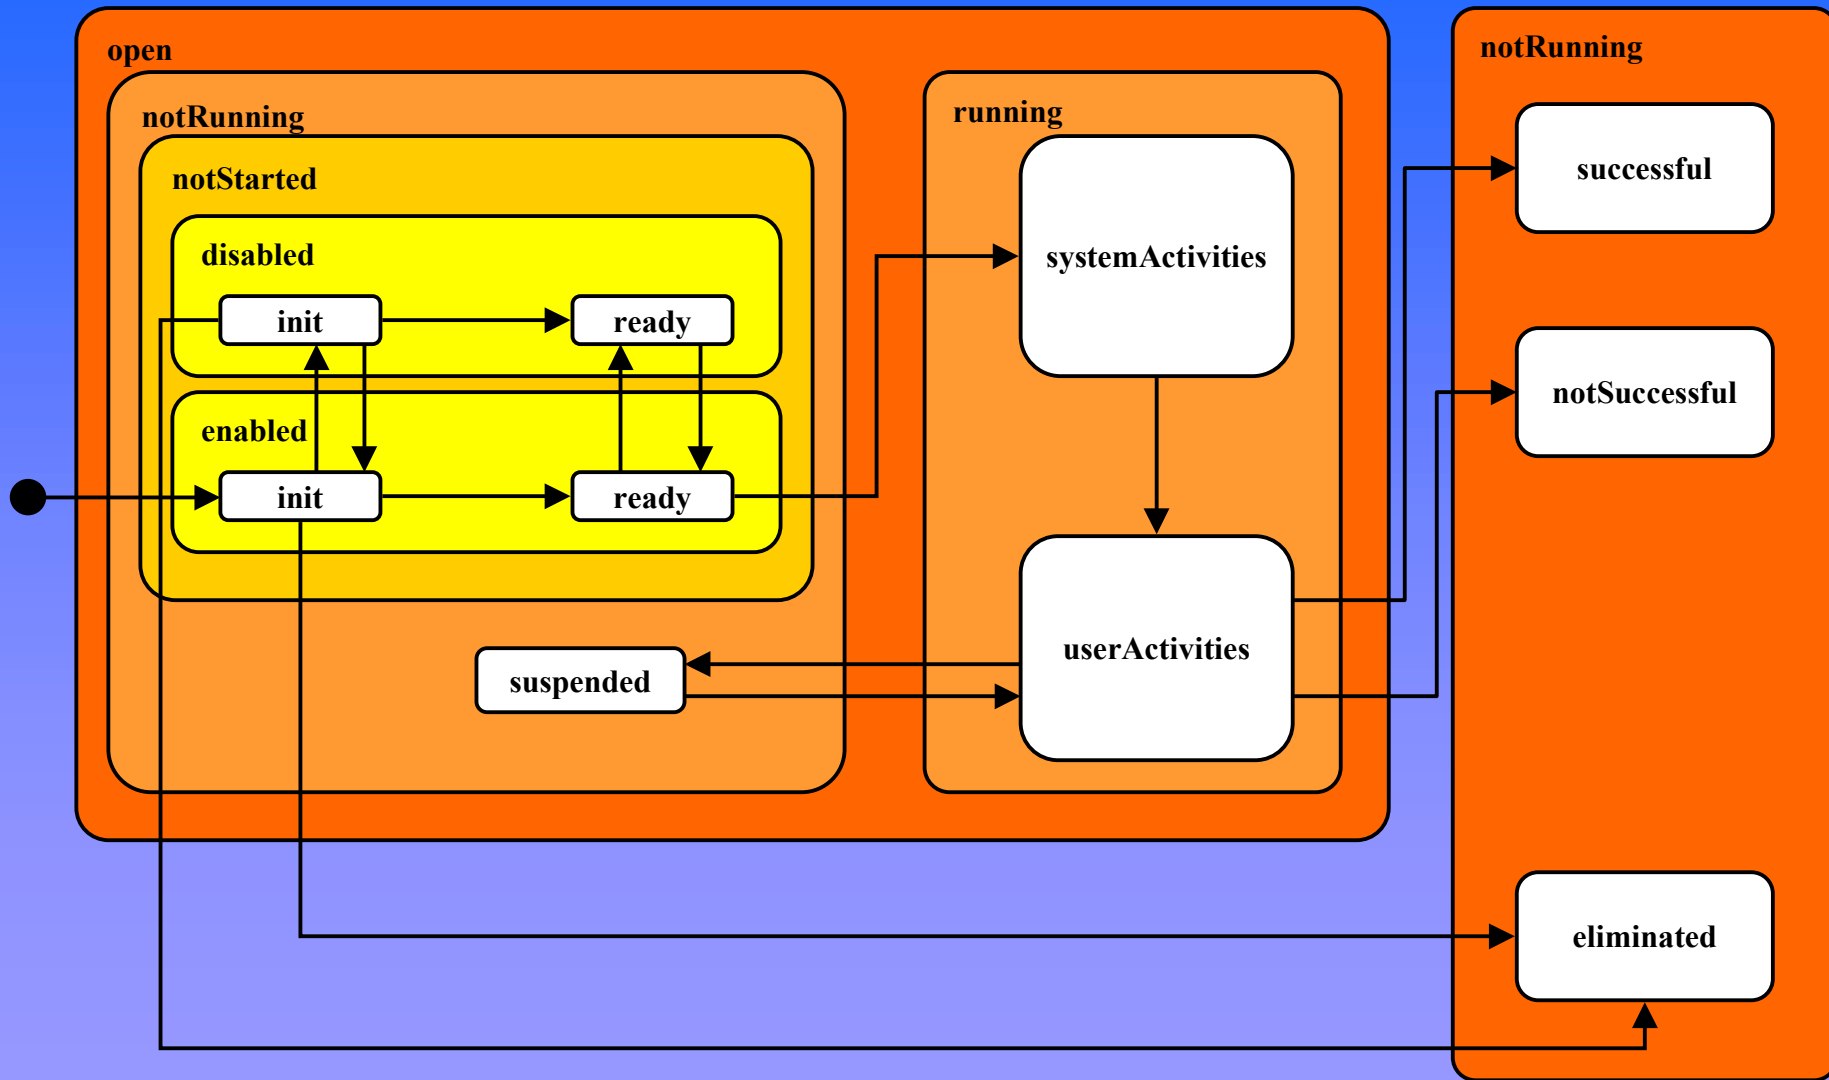 open
notRunning
notStarted
disabled
init
ready
enabled
init
ready
suspended
running
systemActivities
userActivities
notRunning
successful
notSuccessful
eliminated